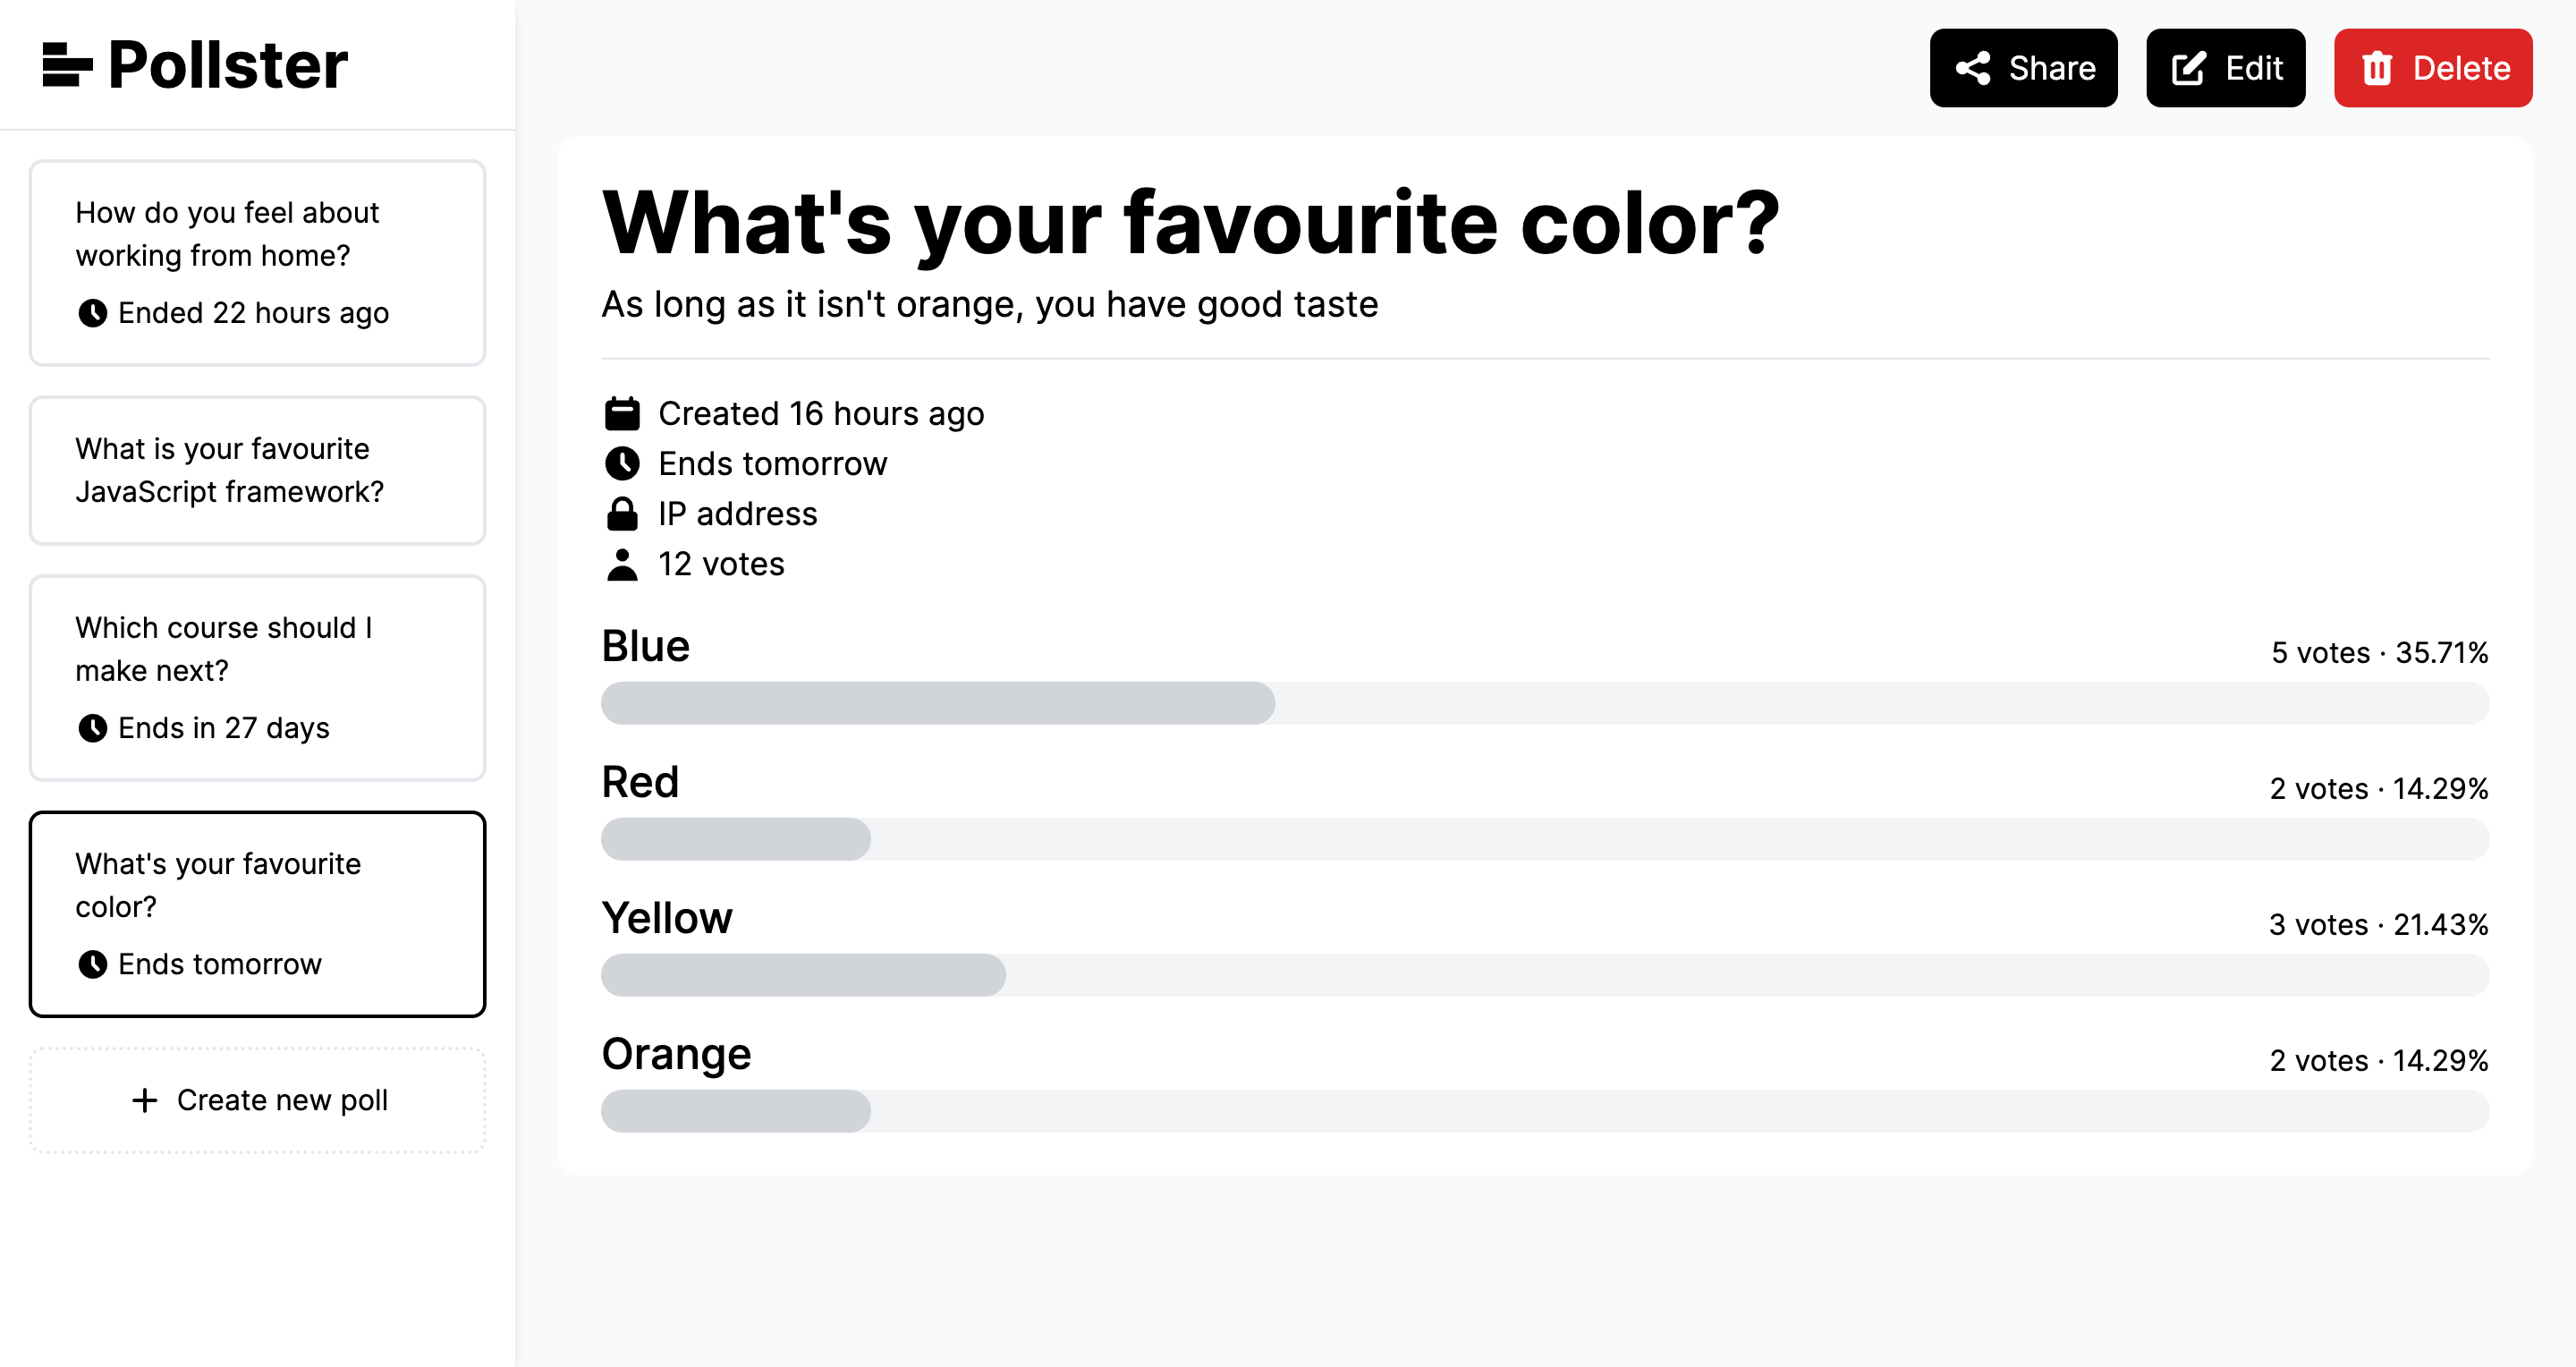 Pollster
Share
Edit
Delete
How do you feel about
working from home?
Ended 22 hours ago
What is your favourite
JavaScript framework?
Which course should I
make next?
Ends in 27 days
What's your favourite
color?
Ends tomorrow
+ Create new poll
What's your favourite color?
As long as it isn't orange, you have good taste
Created 16 hours ago
Ends tomorrow
IP address
12 votes
Blue
5 votes · 35.71%
Red
2 votes · 14.29%
Yellow
3 votes · 21.43%
Orange
2 votes · 14.29%